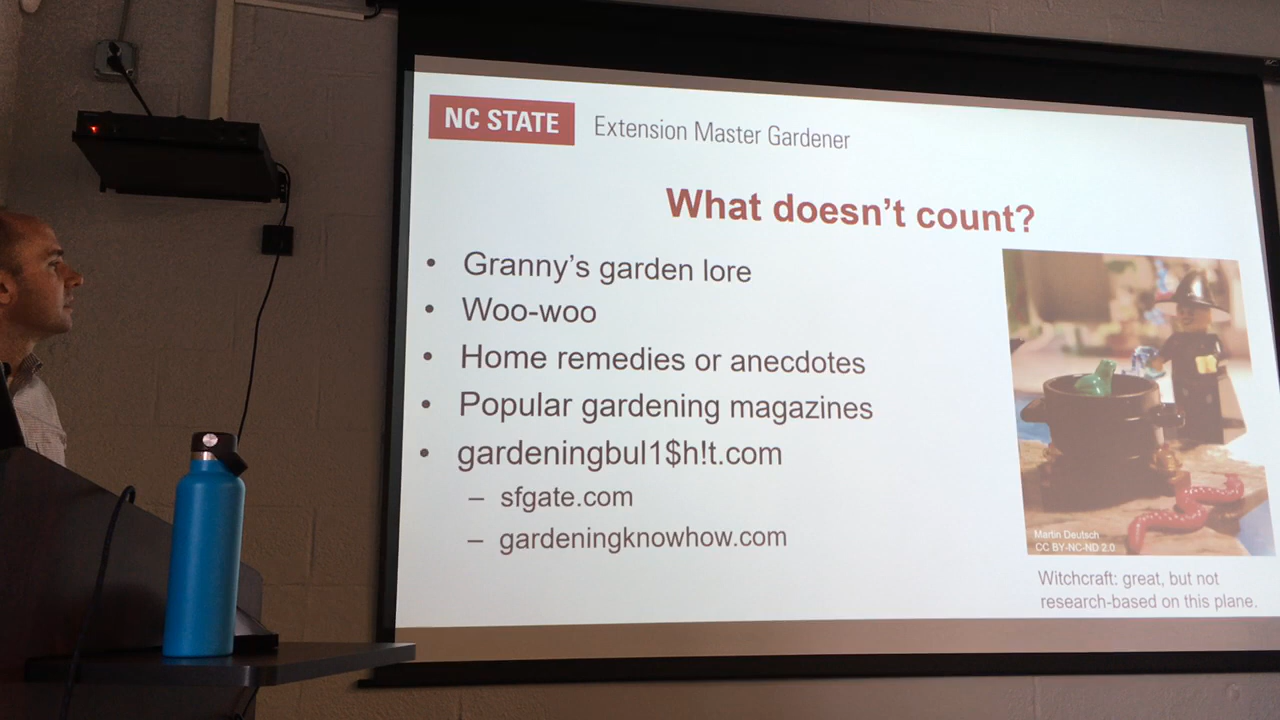 NC STATE Extension Master Gardener
What doesn't count?
• Granny's garden lore
• Woo-woo
• Home remedies or anecdotes
• Popular gardening magazines
• gardeningbul1$h!t.com
– sfgate.com
– gardeningknowhow.com
Martin Deutsch
CC BY-NC-ND 2.0
Witchcraft: great, but not
research-based on this plane.